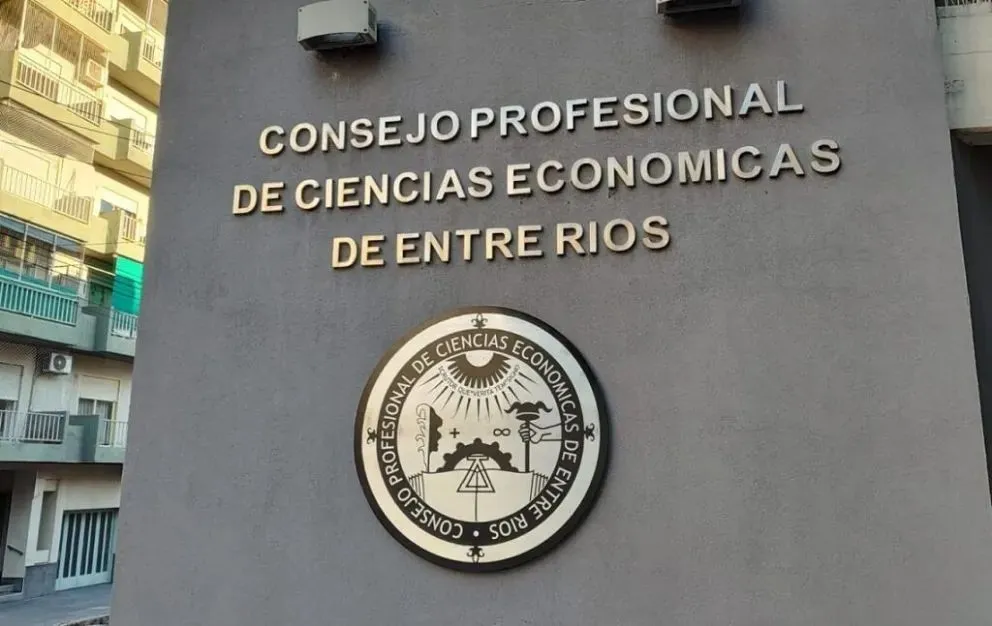 CONSEJO PROFESIONAL
DE CIENCIAS ECONOMICAS
DE ENTRE RIOS
CONSEJO PROFESIONAL DE CIENCIAS ECONOMICAS DE ENTRE RIOS
+ ∞